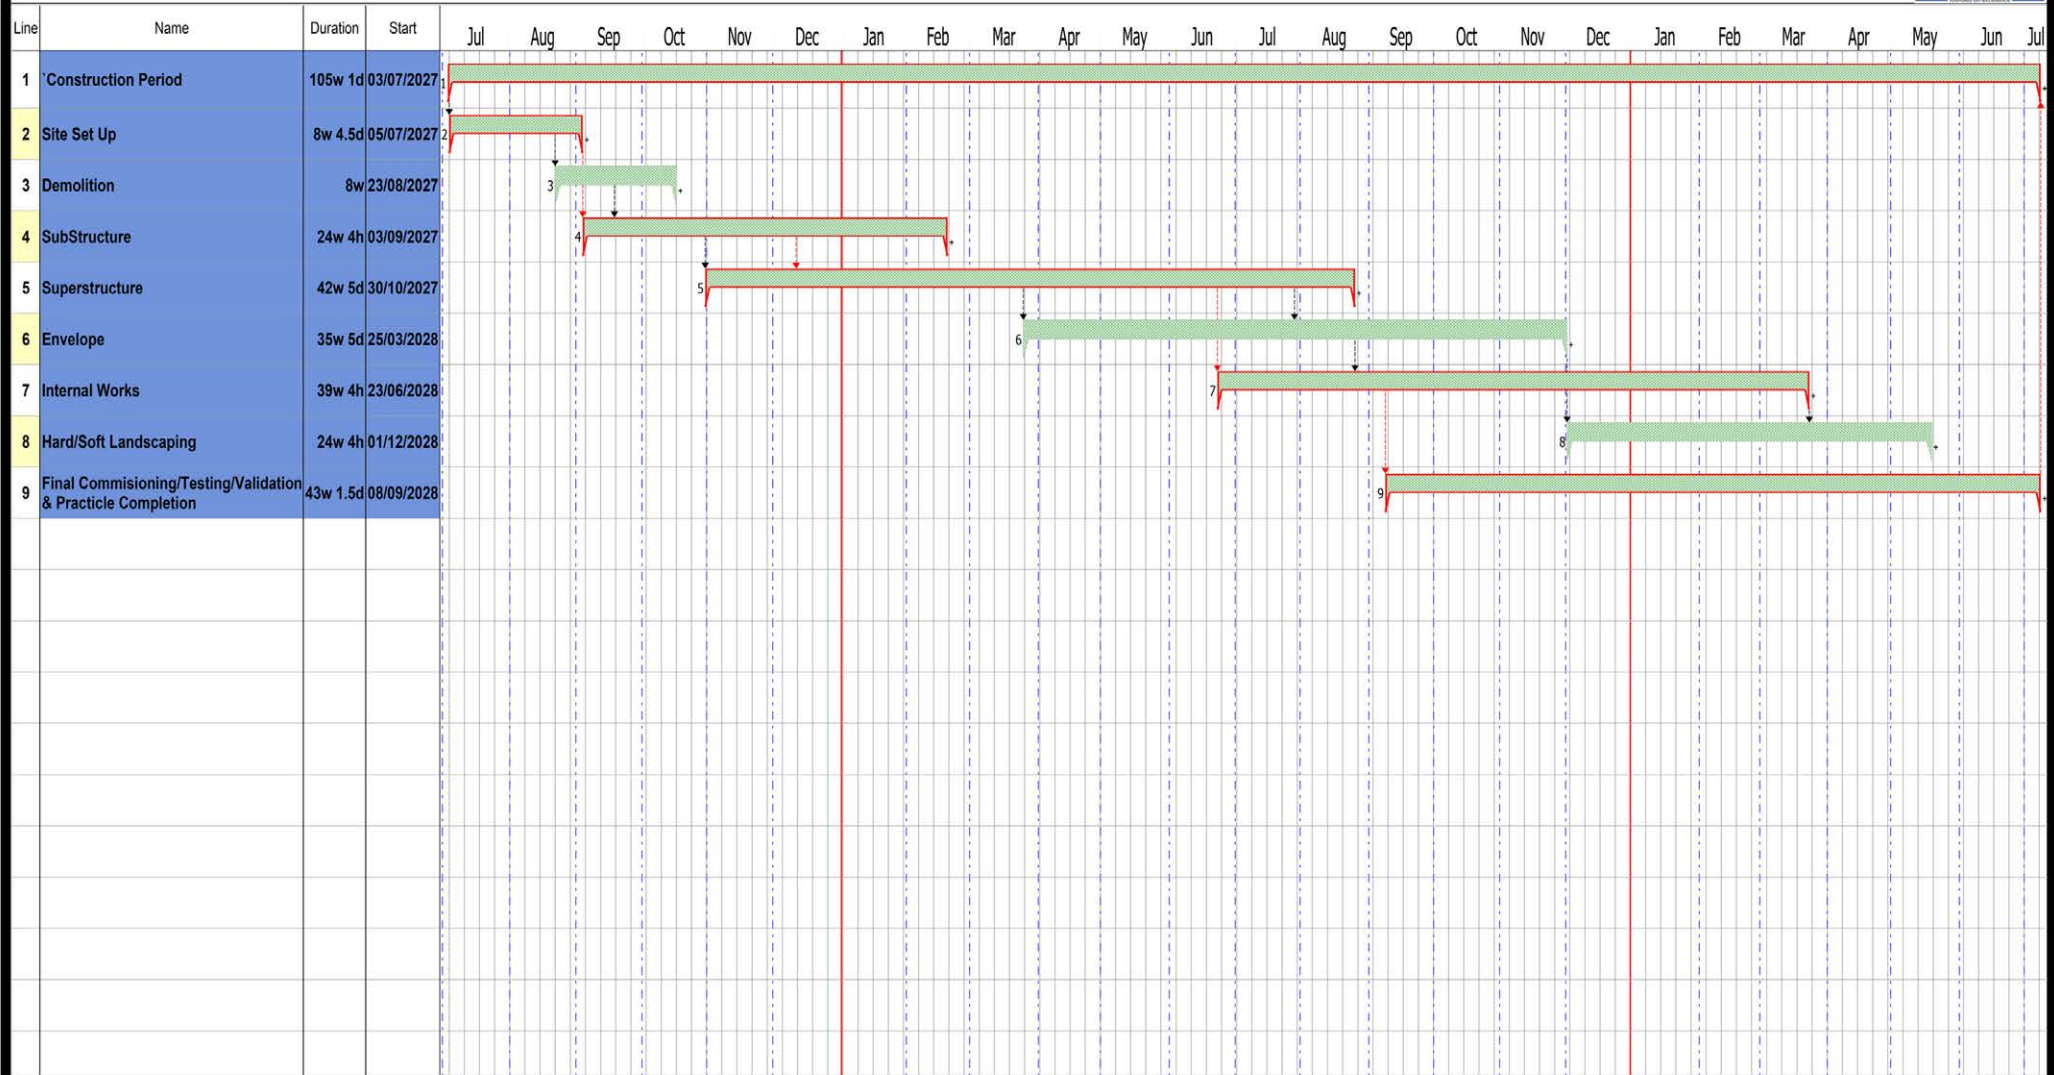 Line Name Duration Start Jul Aug Sep Oct Nov Dec Jan Feb Mar Apr May Jun Jul Aug Sep Oct Nov Dec Jan Feb Mar Apr May Jun Jul
1 `Construction Period 105w 1d 03/07/2027 1
2 Site Set Up 8w 4.5d 05/07/2027 2
3 Demolition 8w 23/08/2027 3
4 SubStructure 24w 4h 03/09/2027 4
5 Superstructure 42w 5d 30/10/2027 5
6 Envelope 35w 5d 25/03/2028 6
7 Internal Works 39w 4h 23/06/2028 7
8 Hard/Soft Landscaping 24w 4h 01/12/2028 8
9 Final Commisioning/Testing/Validation
& Practicle Completion 43w 1.5d 08/09/2028 9